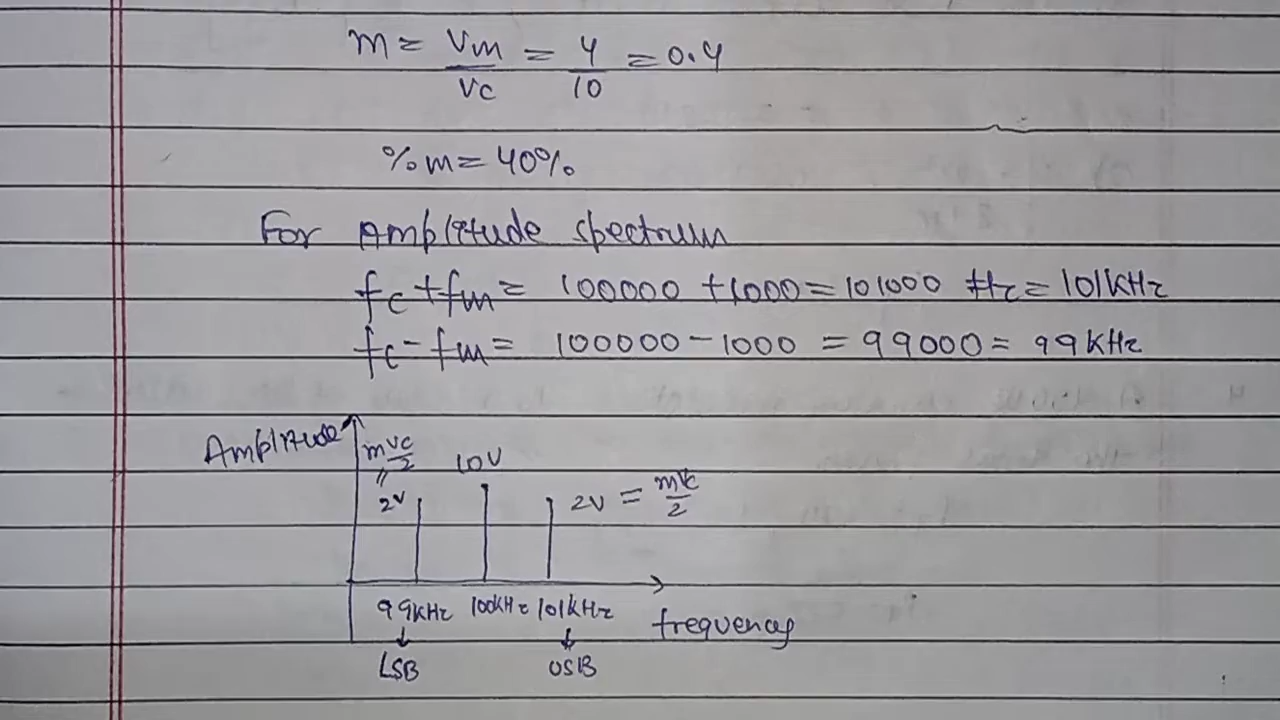 m = Vm/Vc = 4/10 = 0.4
%m = 40%
For Amplitude spectrum
fc+fm = 100000 + 1000 = 101000 Hz = 101kHz
fc-fm = 100000 - 1000 = 99000 = 99kHz
Amplitude
mVc/2
10V
"
2V
2V = mVc/2
99kHz 100kHz 101kHz
frequency
↓ ↓
LSB USB